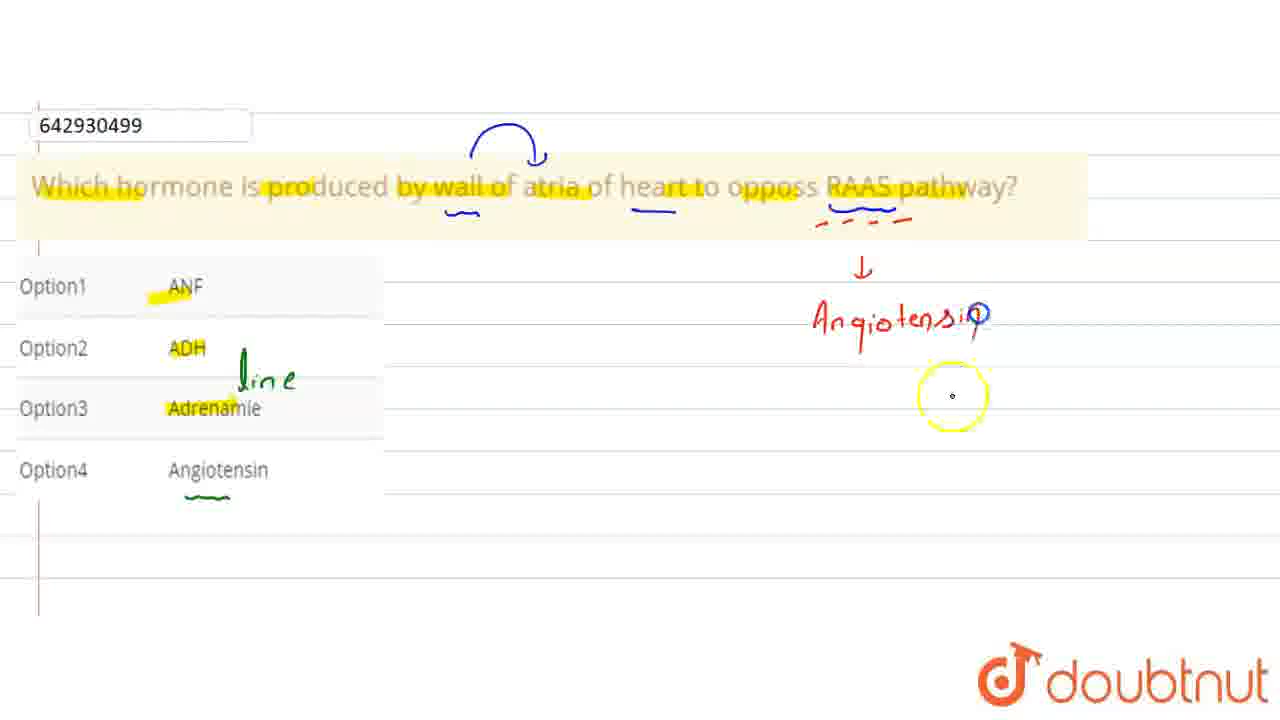 642930499
Which hormone is produced by wall of atria of heart to opposs RAAS pathway?
Option1 ANF
Angiotensin
Option2 ADH
line
Option3 Adrenamie
Option4 Angiotensin
doubtnut